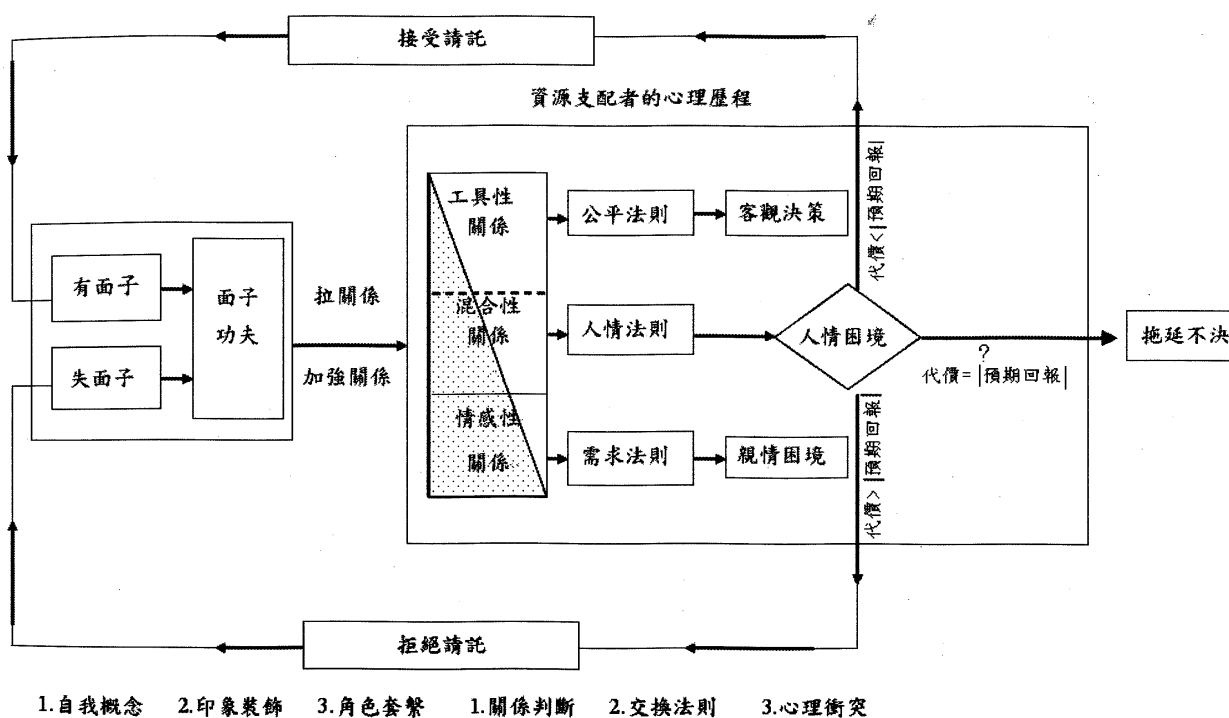 接受請託
資源支配者的心理歷程
工具性
關係
公平法則
客觀決策
代價<|預期回報|
有面子
面子
功夫
失面子
拉關係
加強關係
混合性
關係
人情法則
人情困境
?
代價=|預期回報|
拖延不決
情感性
關係
需求法則
親情困境
代價>|預期回報|
拒絕請託
1.自我概念 2.印象裝飾 3.角色套繫 1.關係判斷 2.交換法則 3.心理衝突